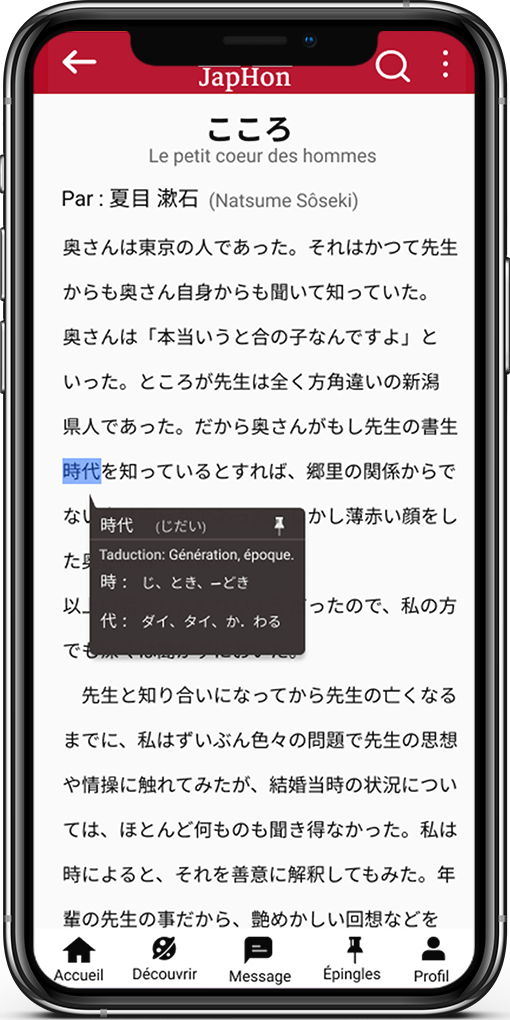 JapHon
こころ
Le petit coeur des hommes
Par : 夏目 漱石 (Natsume Sôseki)
奥さんは東京の人であった。それはかつて先生
からも奥さん自身からも聞いて知っていた。
奥さんは「本当いうと合の子なんですよ」と
いった。ところが先生は全く方角違いの新潟
県人であった。だから奥さんがもし先生の書生
時代を知っているとすれば、郷里の関係からで
ない
かし薄赤い顔をし
時代 (じだい)
Taduction: Génération, époque.
時： じ、とき、−どき
代： ダイ、タイ、か. わる
た奥
以上
ったので、私の方
でも
先生と知り合いになってから先生の亡くなる
までに、私はずいぶん色々の問題で先生の思想
や情操に触れてみたが、結婚当時の状況につい
ては、ほとんど何ものも聞き得なかった。私は
時によると、それを善意に解釈してもみた。年
輩の先生の事だから、艶めかしい回想などを
Accueil
Découvrir
Message
Épingles
Profil